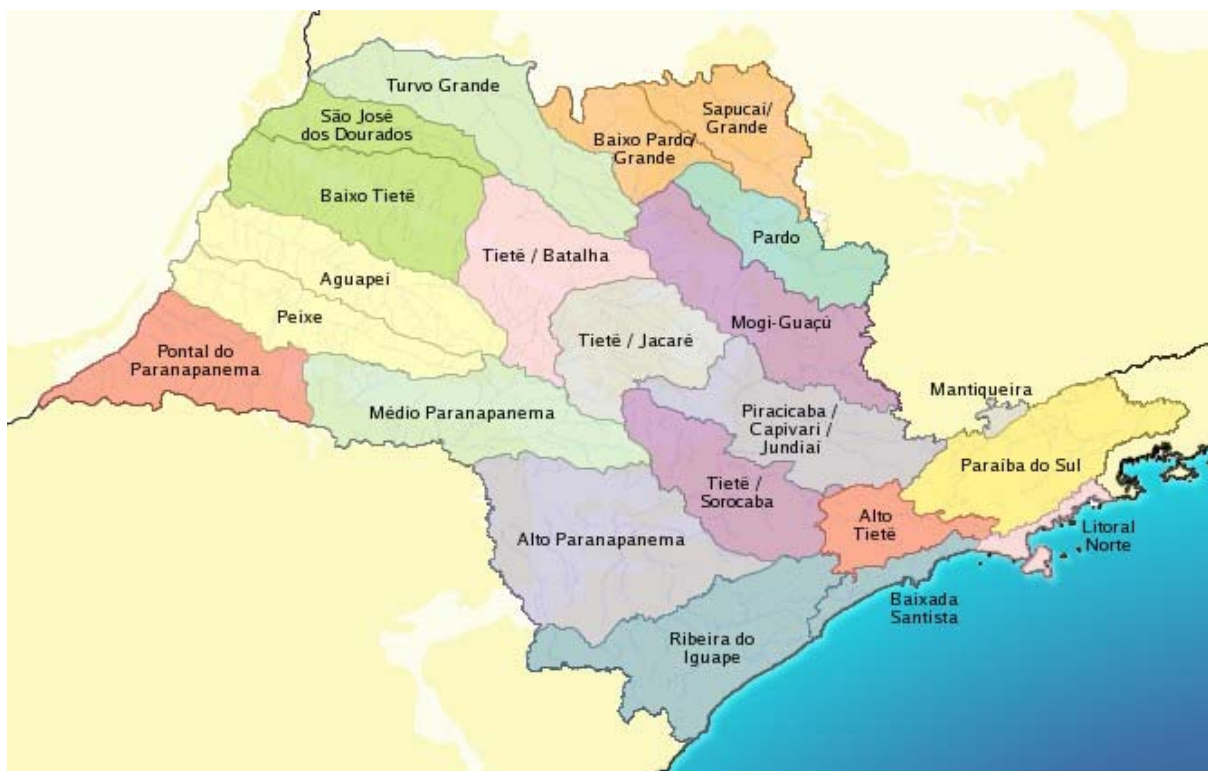 Turvo Grande
São José
dos Dourados
Sapucaí/
Grande
Baixo Pardo/
Grande
Baixo Tietê
Pardo
Tietê / Batalha
Aguapeí
Peixe
Mogi-Guaçú
Tietê / Jacaré
Pontal do
Paranapanema
Médio Paranapanema
Mantiqueira
Piracicaba /
Capivari /
Jundiaí
Paraíba do Sul
Tietê /
Sorocaba
Alto
Tietê
Alto Paranapanema
Litoral
Norte
Baixada
Santista
Ribeira do
Iguape